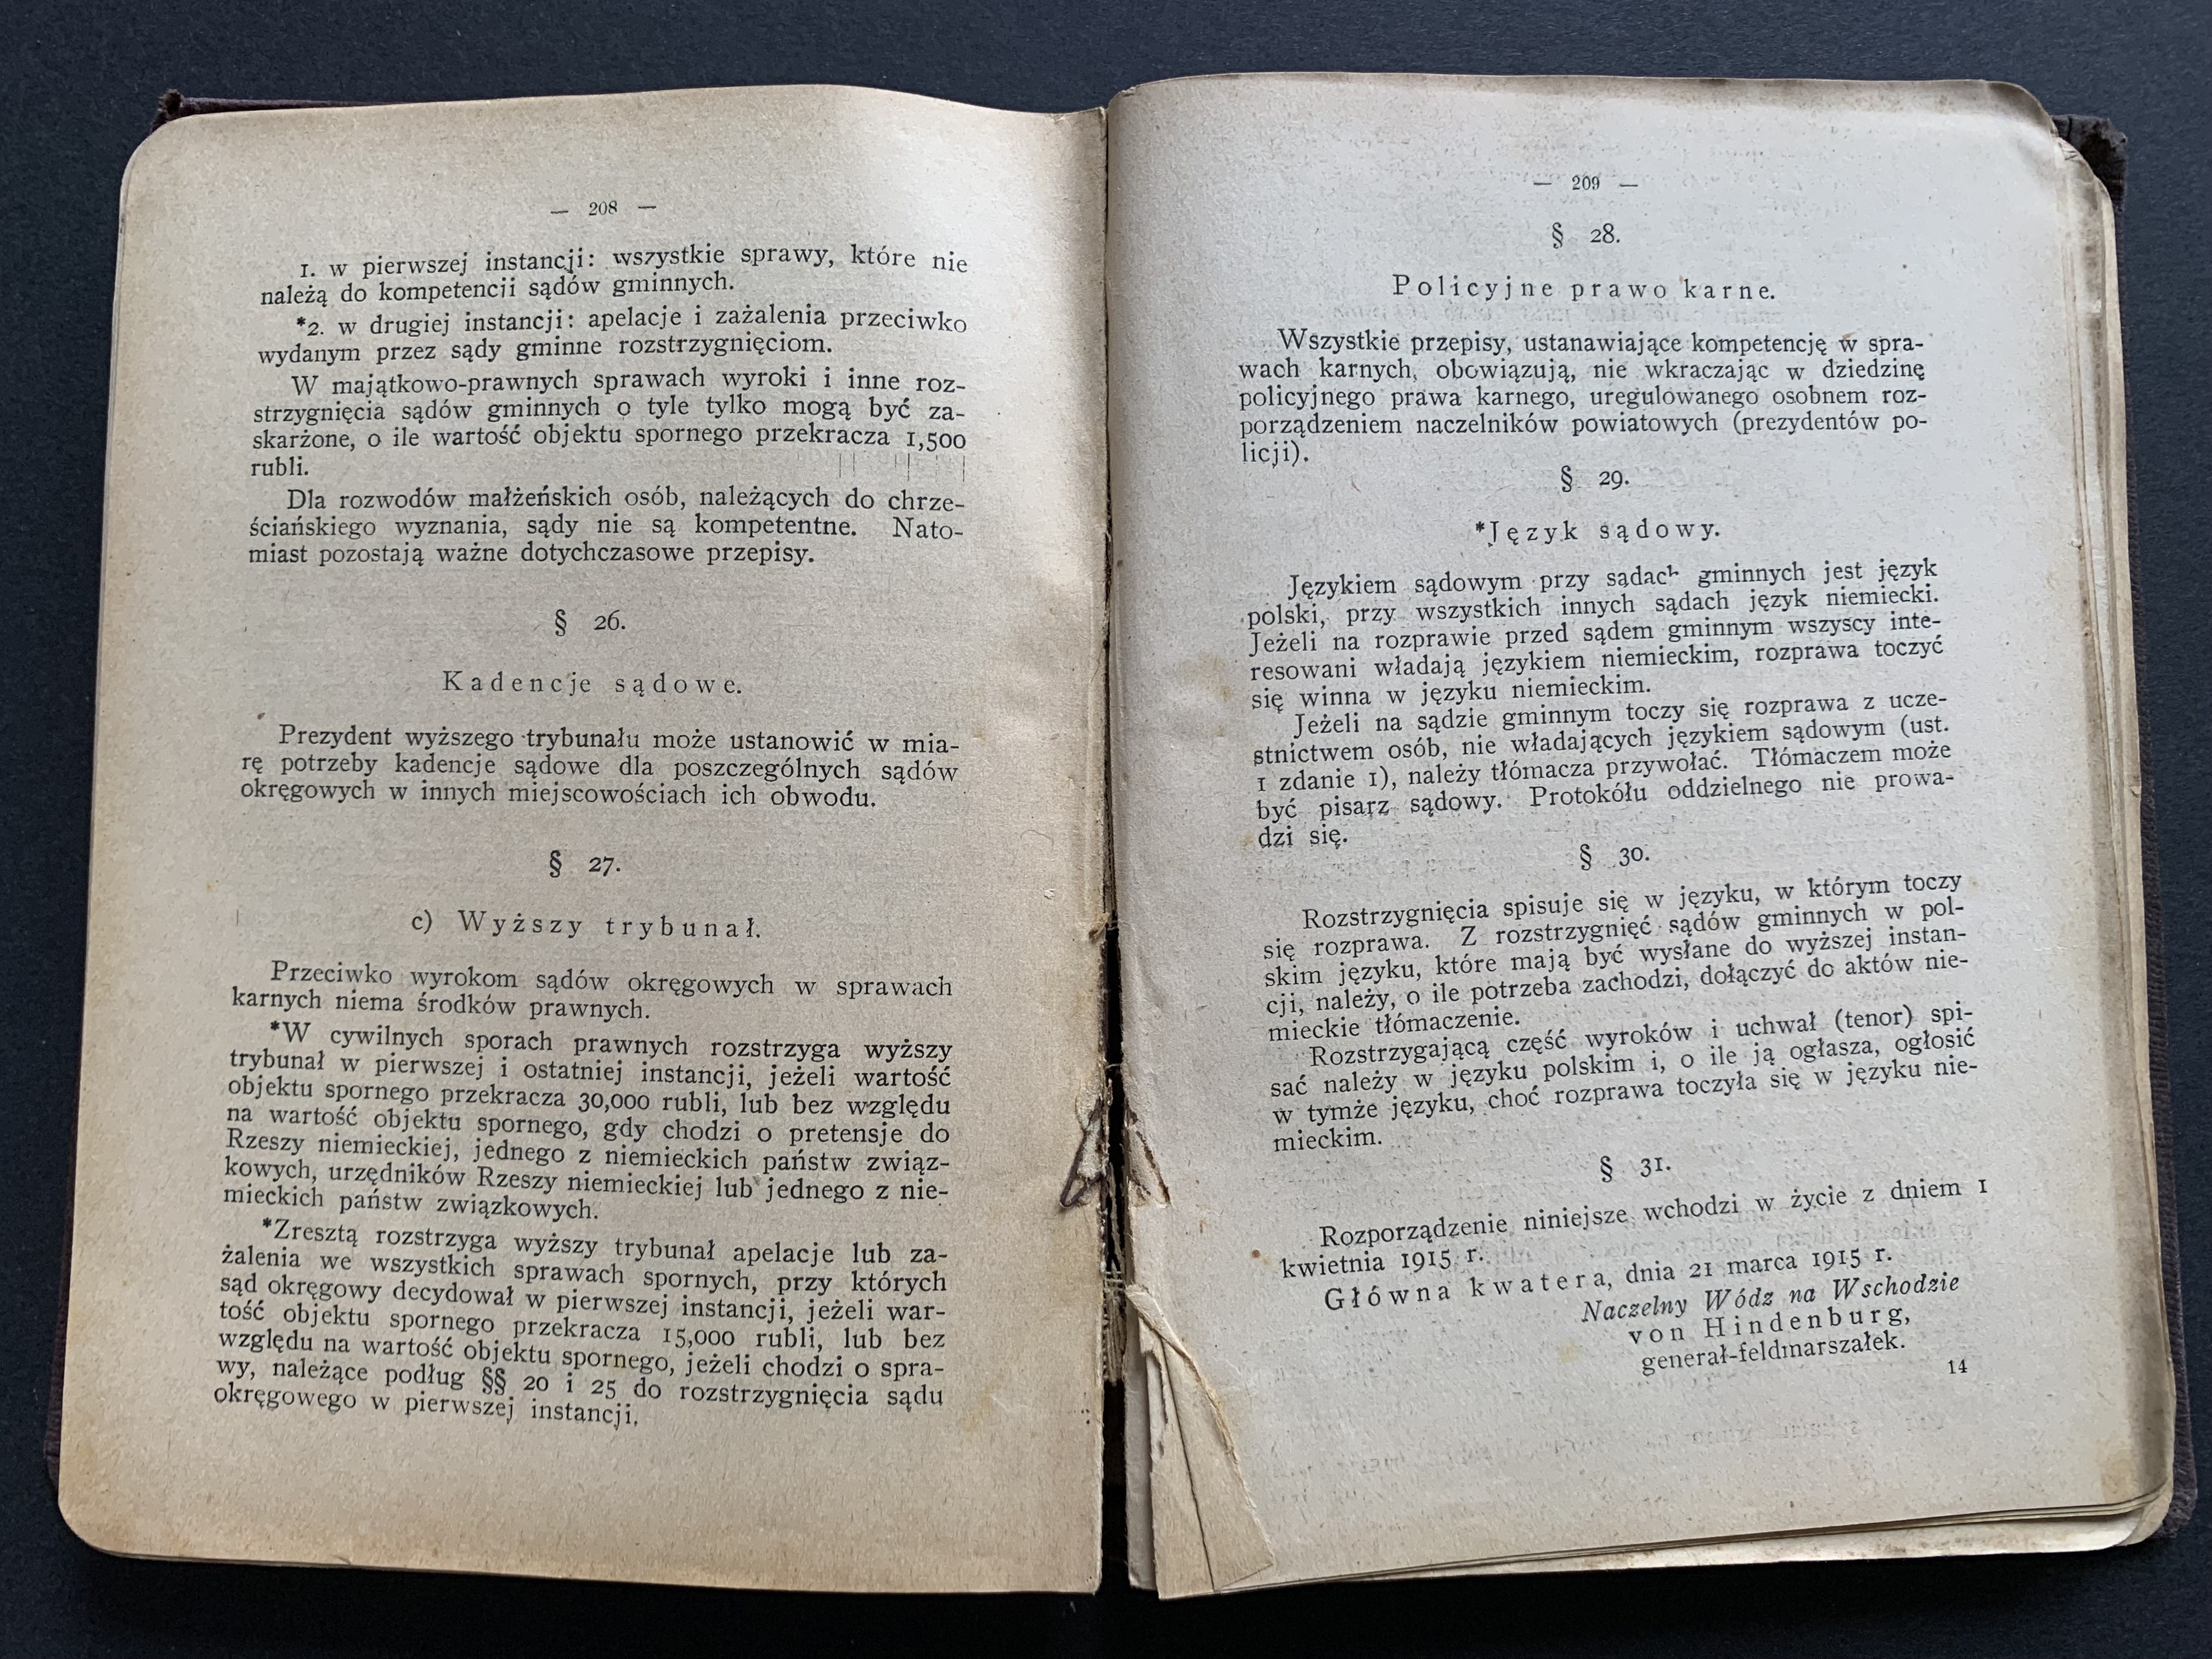 — 208 —
1. w pierwszej instancji: wszystkie sprawy, które nie
należą do kompetencji sądów gminnych.
*2. w drugiej instancji: apelacje i zażalenia przeciwko
wydanym przez sądy gminne rozstrzygnięciom.
W majątkowo-prawnych sprawach wyroki i inne roz-
strzygnięcia sądów gminnych o tyle tylko mogą być za-
skarżone, o ile wartość objektu spornego przekracza 1,500
rubli.
Dla rozwodów małżeńskich osób, należących do chrze-
ściańskiego wyznania, sądy nie są kompetentne. Nato-
miast pozostają ważne dotychczasowe przepisy.
§ 26.
Kadencje sądowe.
Prezydent wyższego trybunału może ustanowić w mia-
rę potrzeby kadencje sądowe dla poszczególnych sądów
okręgowych w innych miejscowościach ich obwodu.
§ 27.
c) Wyższy trybunał.
Przeciwko wyrokom sądów okręgowych w sprawach
karnych niema środków prawnych.
*W cywilnych sporach prawnych rozstrzyga wyższy
trybunał w pierwszej i ostatniej instancji, jeżeli wartość
objektu spornego przekracza 30,000 rubli, lub bez względu
na wartość objektu spornego, gdy chodzi o pretensje do
Rzeszy niemieckiej, jednego z niemieckich państw związ-
kowych, urzędników Rzeszy niemieckiej lub jednego z nie-
mieckich państw związkowych.
*Zresztą rozstrzyga wyższy trybunał apelacje lub za-
żalenia we wszystkich sprawach spornych, przy których
sąd okręgowy decydował w pierwszej instancji, jeżeli war-
tość objektu spornego przekracza 15,000 rubli, lub bez
względu na wartość objektu spornego, jeżeli chodzi o spra-
wy, należące podług §§ 20 i 25 do rozstrzygnięcia sądu
okręgowego w pierwszej instancji.
— 209 —
§ 28.
Policyjne prawo karne.
Wszystkie przepisy, ustanawiające kompetencję w spra-
wach karnych, obowiązują, nie wkraczając w dziedzinę
policyjnego prawa karnego, uregulowanego osobnem roz-
porządzeniem naczelników powiatowych (prezydentów po-
licji).
§ 29.
*Język sądowy.
Językiem sądowym przy sądach gminnych jest język
polski, przy wszystkich innych sądach język niemiecki.
Jeżeli na rozprawie przed sądem gminnym wszyscy inte-
resowani władają językiem niemieckim, rozprawa toczyć
się winna w języku niemieckim.
Jeżeli na sądzie gminnym toczy się rozprawa z ucze-
stnictwem osób, nie władających językiem sądowym (ust.
1 zdanie 1), należy tłómacza przywołać. Tłómaczem może
być pisarz sądowy. Protokółu oddzielnego nie prowa-
dzi się.
§ 30.
Rozstrzygnięcia spisuje się w języku, w którym toczy
się rozprawa. Z rozstrzygnięć sądów gminnych w pol-
skim języku, które mają być wysłane do wyższej instan-
cji, należy, o ile potrzeba zachodzi, dołączyć do aktów nie-
mieckie tłómaczenie.
Rozstrzygającą część wyroków i uchwał (tenor) spi-
sać należy w języku polskim i, o ile ją ogłasza, ogłosić
w tymże języku, choć rozprawa toczyła się w języku nie-
mieckim.
§ 31.
Rozporządzenie niniejsze wchodzi w życie z dniem 1
kwietnia 1915 r.
Główna kwatera, dnia 21 marca 1915 r.
Naczelny Wódz na Wschodzie
von Hindenburg,
generał-feldmarszałek.
14